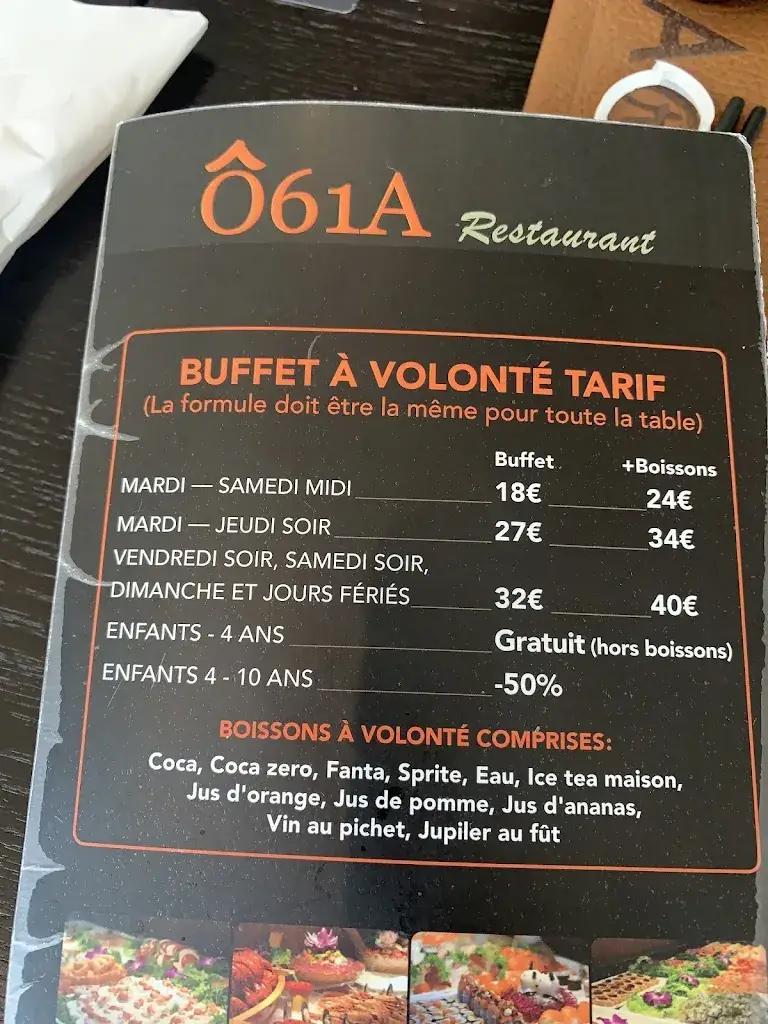 Ô61A Restaurant
BUFFET À VOLONTÉ TARIF
(La formule doit être la même pour toute la table)
Buffet +Boissons
MARDI — SAMEDI MIDI 18€ 24€
MARDI — JEUDI SOIR 27€ 34€
VENDREDI SOIR, SAMEDI SOIR,
DIMANCHE ET JOURS FÉRIÉS 32€ 40€
ENFANTS - 4 ANS Gratuit (hors boissons)
ENFANTS 4 - 10 ANS -50%
BOISSONS À VOLONTÉ COMPRISES:
Coca, Coca zero, Fanta, Sprite, Eau, Ice tea maison,
Jus d'orange, Jus de pomme, Jus d'ananas,
Vin au pichet, Jupiler au fût